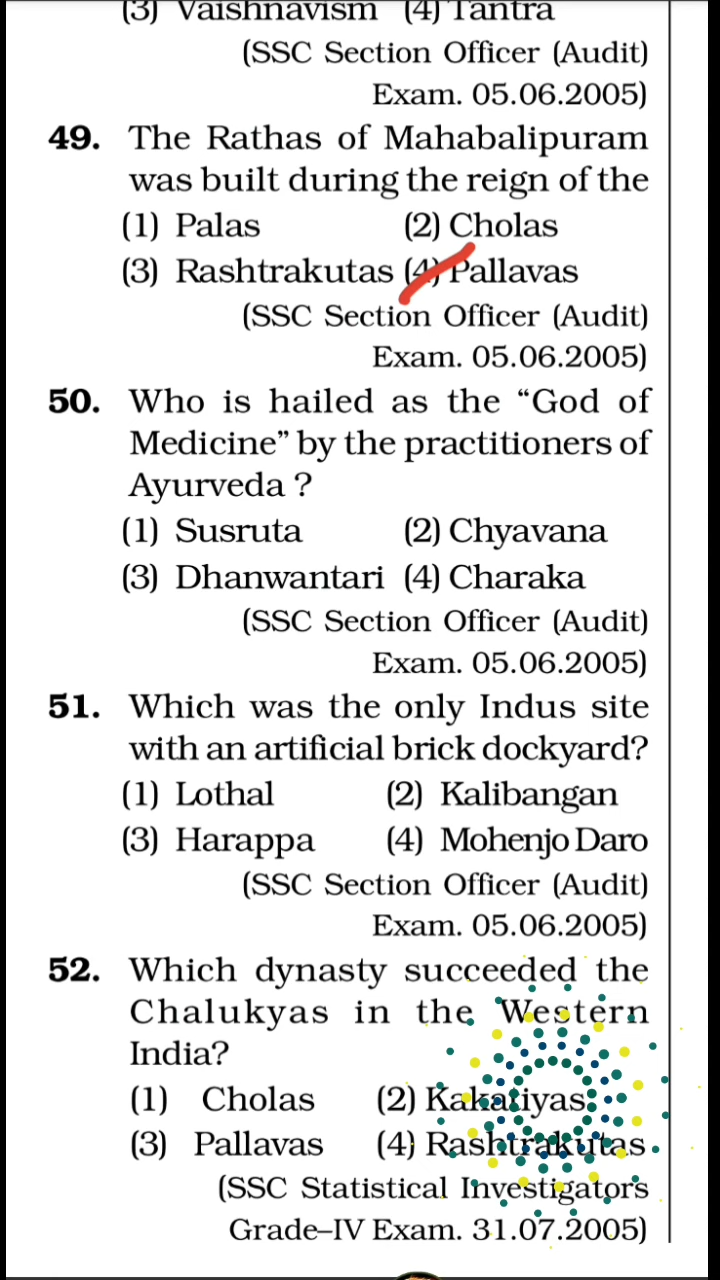 (3) Vaishnavism (4) Tantra
(SSC Section Officer (Audit)
Exam. 05.06.2005)
49. The Rathas of Mahabalipuram
was built during the reign of the
(1) Palas (2) Cholas
(3) Rashtrakutas (4) Pallavas
(SSC Section Officer (Audit)
Exam. 05.06.2005)
50. Who is hailed as the “God of
Medicine” by the practitioners of
Ayurveda ?
(1) Susruta (2) Chyavana
(3) Dhanwantari (4) Charaka
(SSC Section Officer (Audit)
Exam. 05.06.2005)
51. Which was the only Indus site
with an artificial brick dockyard?
(1) Lothal (2) Kalibangan
(3) Harappa (4) Mohenjo Daro
(SSC Section Officer (Audit)
Exam. 05.06.2005)
52. Which dynasty succeeded the
Chalukyas in the Western
India?
(1) Cholas (2) Kakatiyas
(3) Pallavas (4) Rashtrakutas
(SSC Statistical Investigators
Grade–IV Exam. 31.07.2005)